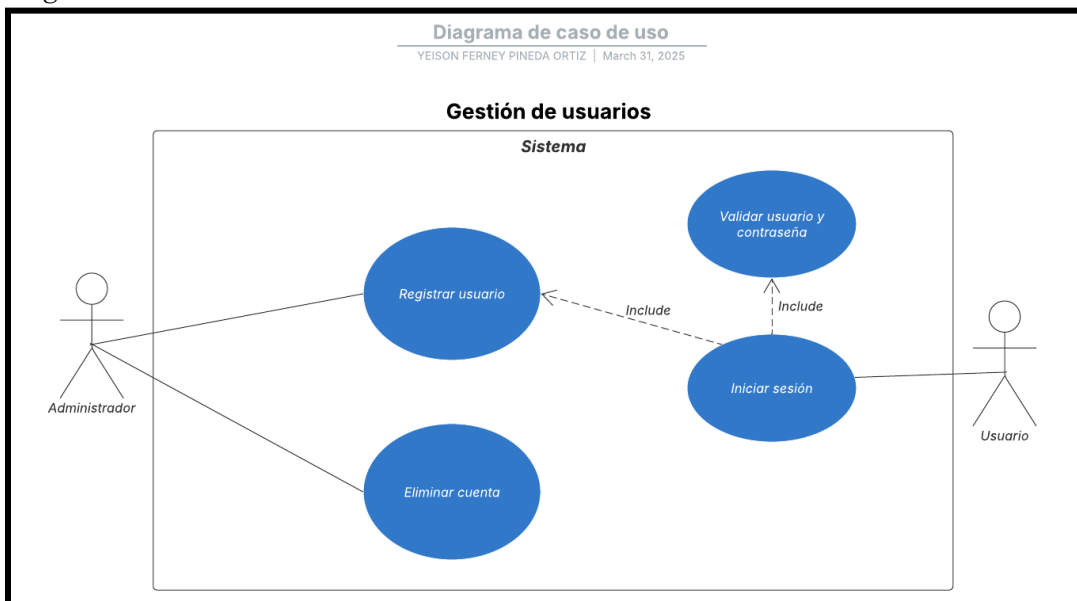 Diagrama de caso de uso
YEISON FERNEY PINEDA ORTIZ | March 31, 2025
Gestión de usuarios
Sistema
Validar usuario y
contraseña
Registrar usuario
Include
Include
Iniciar sesión
Administrador
Usuario
Eliminar cuenta